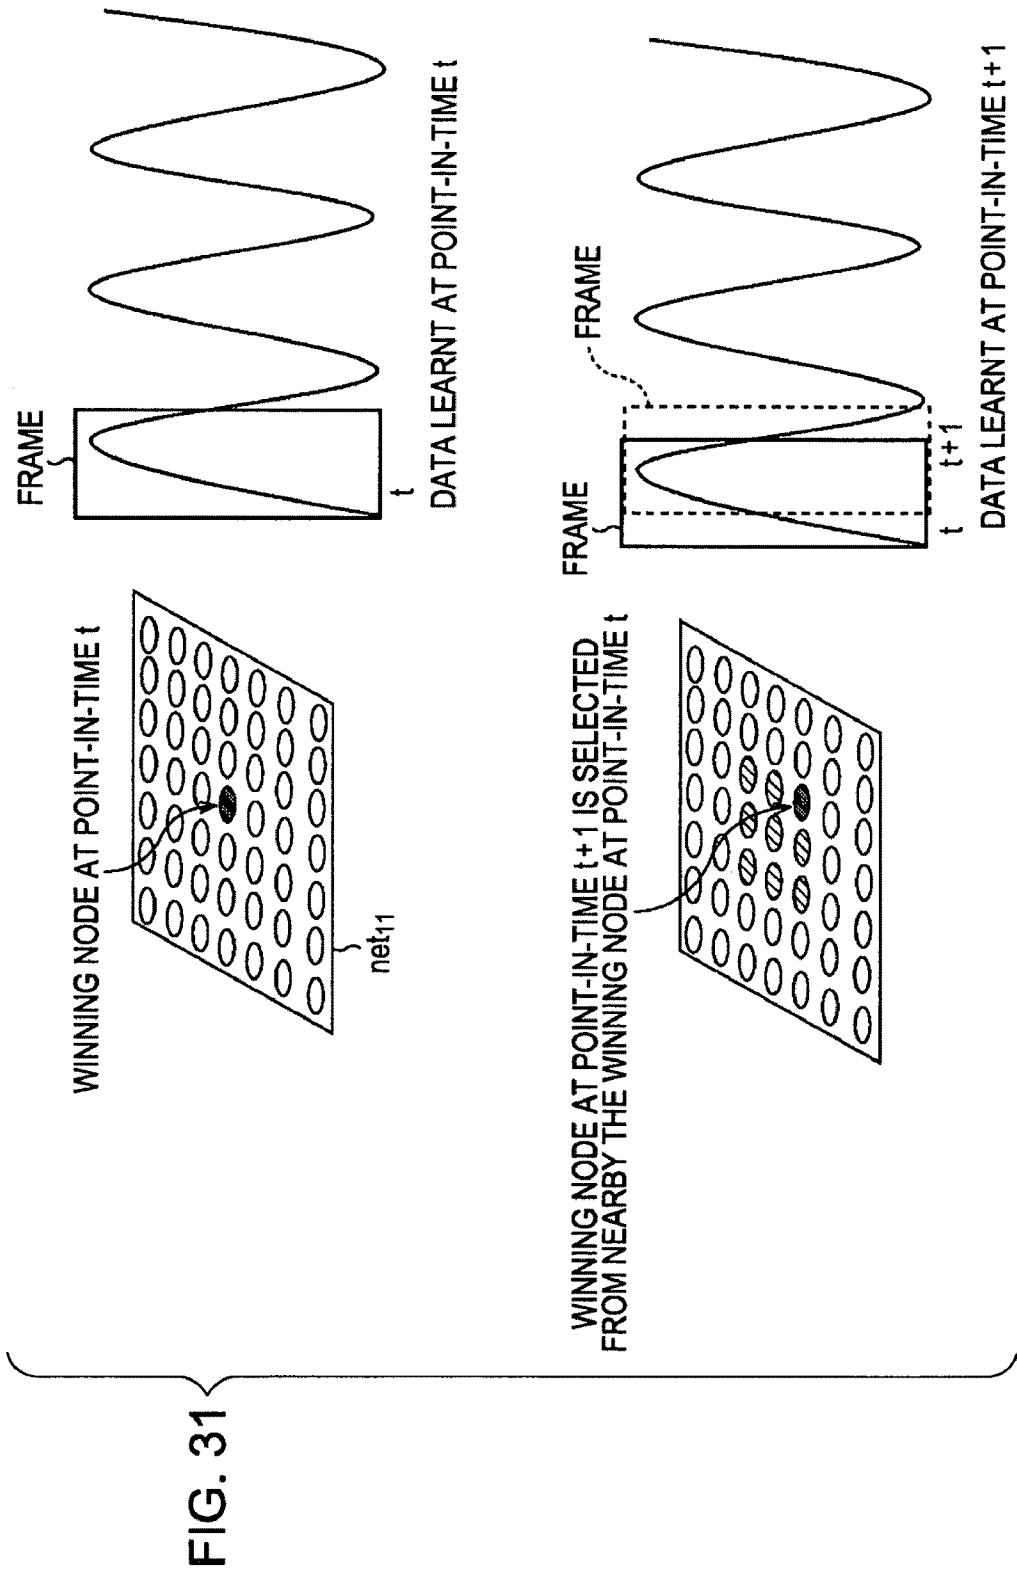 FIG. 31
WINNING NODE AT POINT-IN-TIME t
net11
FRAME
t
DATA LEARNT AT POINT-IN-TIME t
WINNING NODE AT POINT-IN-TIME t+1 IS SELECTED
FROM NEARBY THE WINNING NODE AT POINT-IN-TIME t
FRAME
FRAME
t
t+1
DATA LEARNT AT POINT-IN-TIME t+1